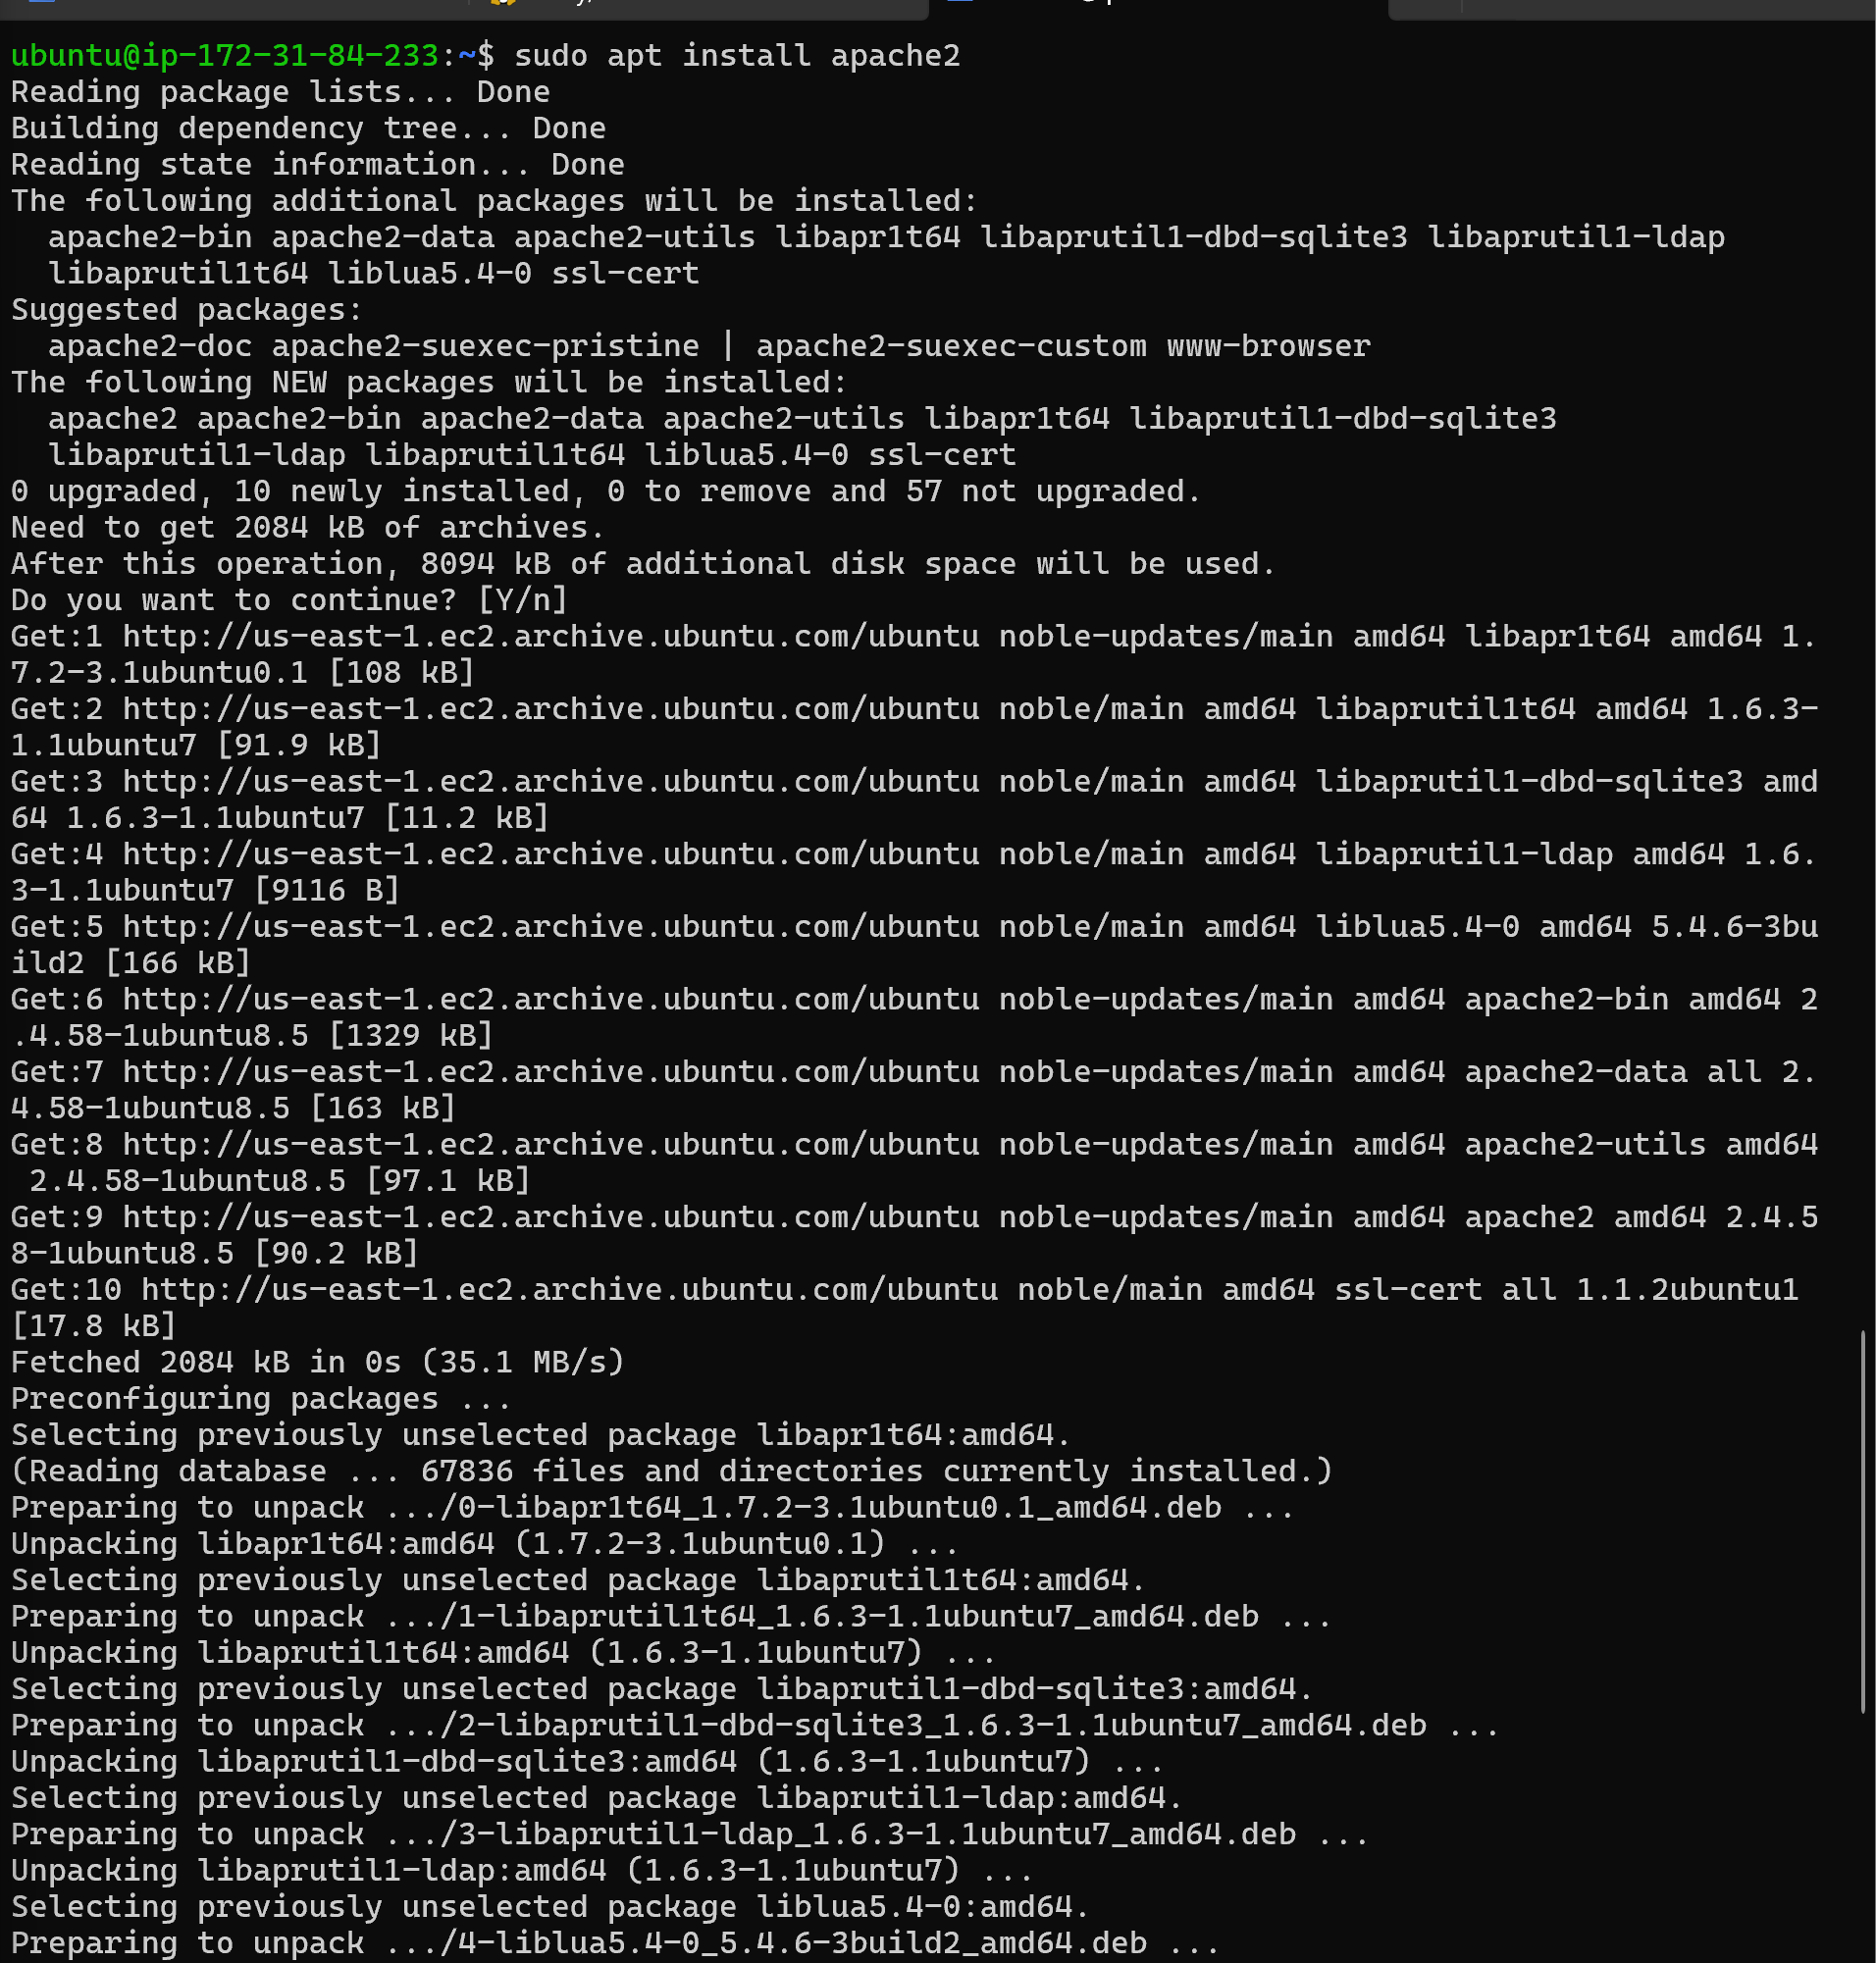 ubuntu@ip-172-31-84-233:~$ sudo apt install apache2
Reading package lists... Done
Building dependency tree... Done
Reading state information... Done
The following additional packages will be installed:
  apache2-bin apache2-data apache2-utils libapr1t64 libaprutil1-dbd-sqlite3 libaprutil1-ldap
  libaprutil1t64 liblua5.4-0 ssl-cert
Suggested packages:
  apache2-doc apache2-suexec-pristine | apache2-suexec-custom www-browser
The following NEW packages will be installed:
  apache2 apache2-bin apache2-data apache2-utils libapr1t64 libaprutil1-dbd-sqlite3
  libaprutil1-ldap libaprutil1t64 liblua5.4-0 ssl-cert
0 upgraded, 10 newly installed, 0 to remove and 57 not upgraded.
Need to get 2084 kB of archives.
After this operation, 8094 kB of additional disk space will be used.
Do you want to continue? [Y/n]
Get:1 http://us-east-1.ec2.archive.ubuntu.com/ubuntu noble-updates/main amd64 libapr1t64 amd64 1.
7.2-3.1ubuntu0.1 [108 kB]
Get:2 http://us-east-1.ec2.archive.ubuntu.com/ubuntu noble/main amd64 libaprutil1t64 amd64 1.6.3-
1.1ubuntu7 [91.9 kB]
Get:3 http://us-east-1.ec2.archive.ubuntu.com/ubuntu noble/main amd64 libaprutil1-dbd-sqlite3 amd
64 1.6.3-1.1ubuntu7 [11.2 kB]
Get:4 http://us-east-1.ec2.archive.ubuntu.com/ubuntu noble/main amd64 libaprutil1-ldap amd64 1.6.
3-1.1ubuntu7 [9116 B]
Get:5 http://us-east-1.ec2.archive.ubuntu.com/ubuntu noble/main amd64 liblua5.4-0 amd64 5.4.6-3bu
ild2 [166 kB]
Get:6 http://us-east-1.ec2.archive.ubuntu.com/ubuntu noble-updates/main amd64 apache2-bin amd64 2
.4.58-1ubuntu8.5 [1329 kB]
Get:7 http://us-east-1.ec2.archive.ubuntu.com/ubuntu noble-updates/main amd64 apache2-data all 2.
4.58-1ubuntu8.5 [163 kB]
Get:8 http://us-east-1.ec2.archive.ubuntu.com/ubuntu noble-updates/main amd64 apache2-utils amd64
 2.4.58-1ubuntu8.5 [97.1 kB]
Get:9 http://us-east-1.ec2.archive.ubuntu.com/ubuntu noble-updates/main amd64 apache2 amd64 2.4.5
8-1ubuntu8.5 [90.2 kB]
Get:10 http://us-east-1.ec2.archive.ubuntu.com/ubuntu noble/main amd64 ssl-cert all 1.1.2ubuntu1
[17.8 kB]
Fetched 2084 kB in 0s (35.1 MB/s)
Preconfiguring packages ...
Selecting previously unselected package libapr1t64:amd64.
(Reading database ... 67836 files and directories currently installed.)
Preparing to unpack .../0-libapr1t64_1.7.2-3.1ubuntu0.1_amd64.deb ...
Unpacking libapr1t64:amd64 (1.7.2-3.1ubuntu0.1) ...
Selecting previously unselected package libaprutil1t64:amd64.
Preparing to unpack .../1-libaprutil1t64_1.6.3-1.1ubuntu7_amd64.deb ...
Unpacking libaprutil1t64:amd64 (1.6.3-1.1ubuntu7) ...
Selecting previously unselected package libaprutil1-dbd-sqlite3:amd64.
Preparing to unpack .../2-libaprutil1-dbd-sqlite3_1.6.3-1.1ubuntu7_amd64.deb ...
Unpacking libaprutil1-dbd-sqlite3:amd64 (1.6.3-1.1ubuntu7) ...
Selecting previously unselected package libaprutil1-ldap:amd64.
Preparing to unpack .../3-libaprutil1-ldap_1.6.3-1.1ubuntu7_amd64.deb ...
Unpacking libaprutil1-ldap:amd64 (1.6.3-1.1ubuntu7) ...
Selecting previously unselected package liblua5.4-0:amd64.
Preparing to unpack .../4-liblua5.4-0_5.4.6-3build2_amd64.deb ...